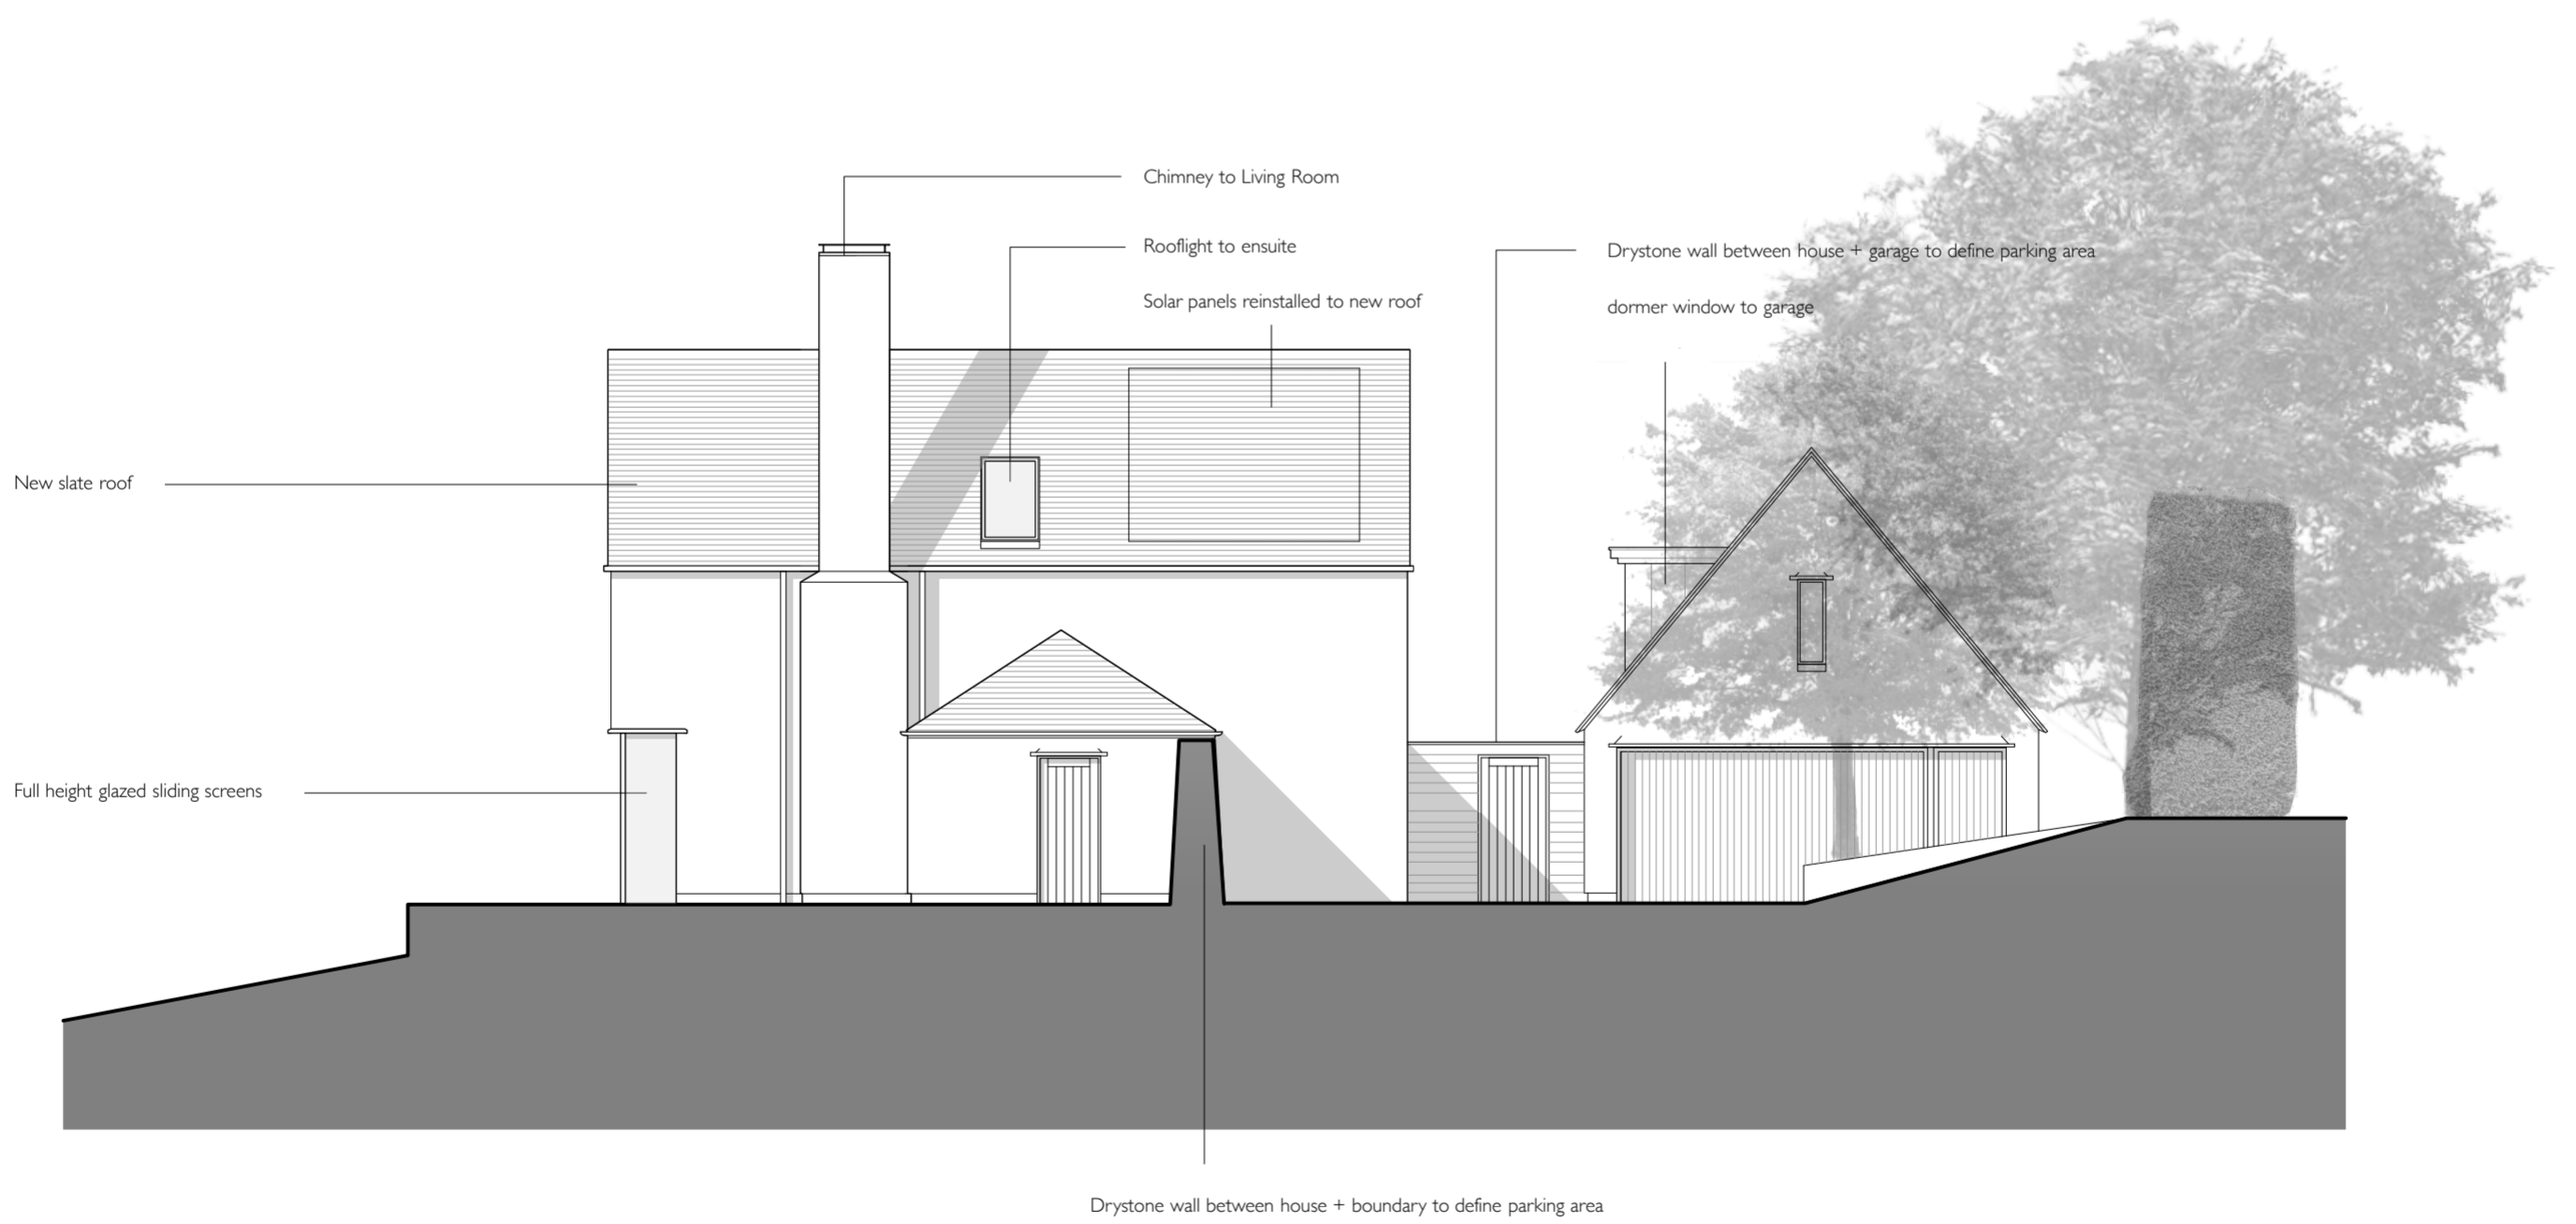 Chimney to Living Room
Rooflight to ensuite
Drystone wall between house + garage to define parking area
Solar panels reinstalled to new roof
dormer window to garage
New slate roof
Full height glazed sliding screens
Drystone wall between house + boundary to define parking area